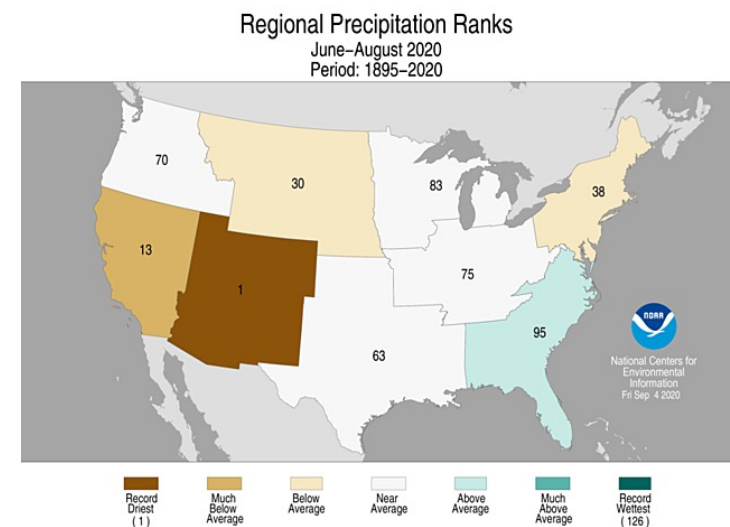 Regional Precipitation Ranks
June–August 2020
Period: 1895–2020
70
30
83
38
13
1
75
63
95
NOAA
National Centers for
Environmental
Information
Fri Sep 4 2020
Record
Driest
(1)
Much
Below
Average
Below
Average
Near
Average
Above
Average
Much
Above
Average
Record
Wettest
(126)